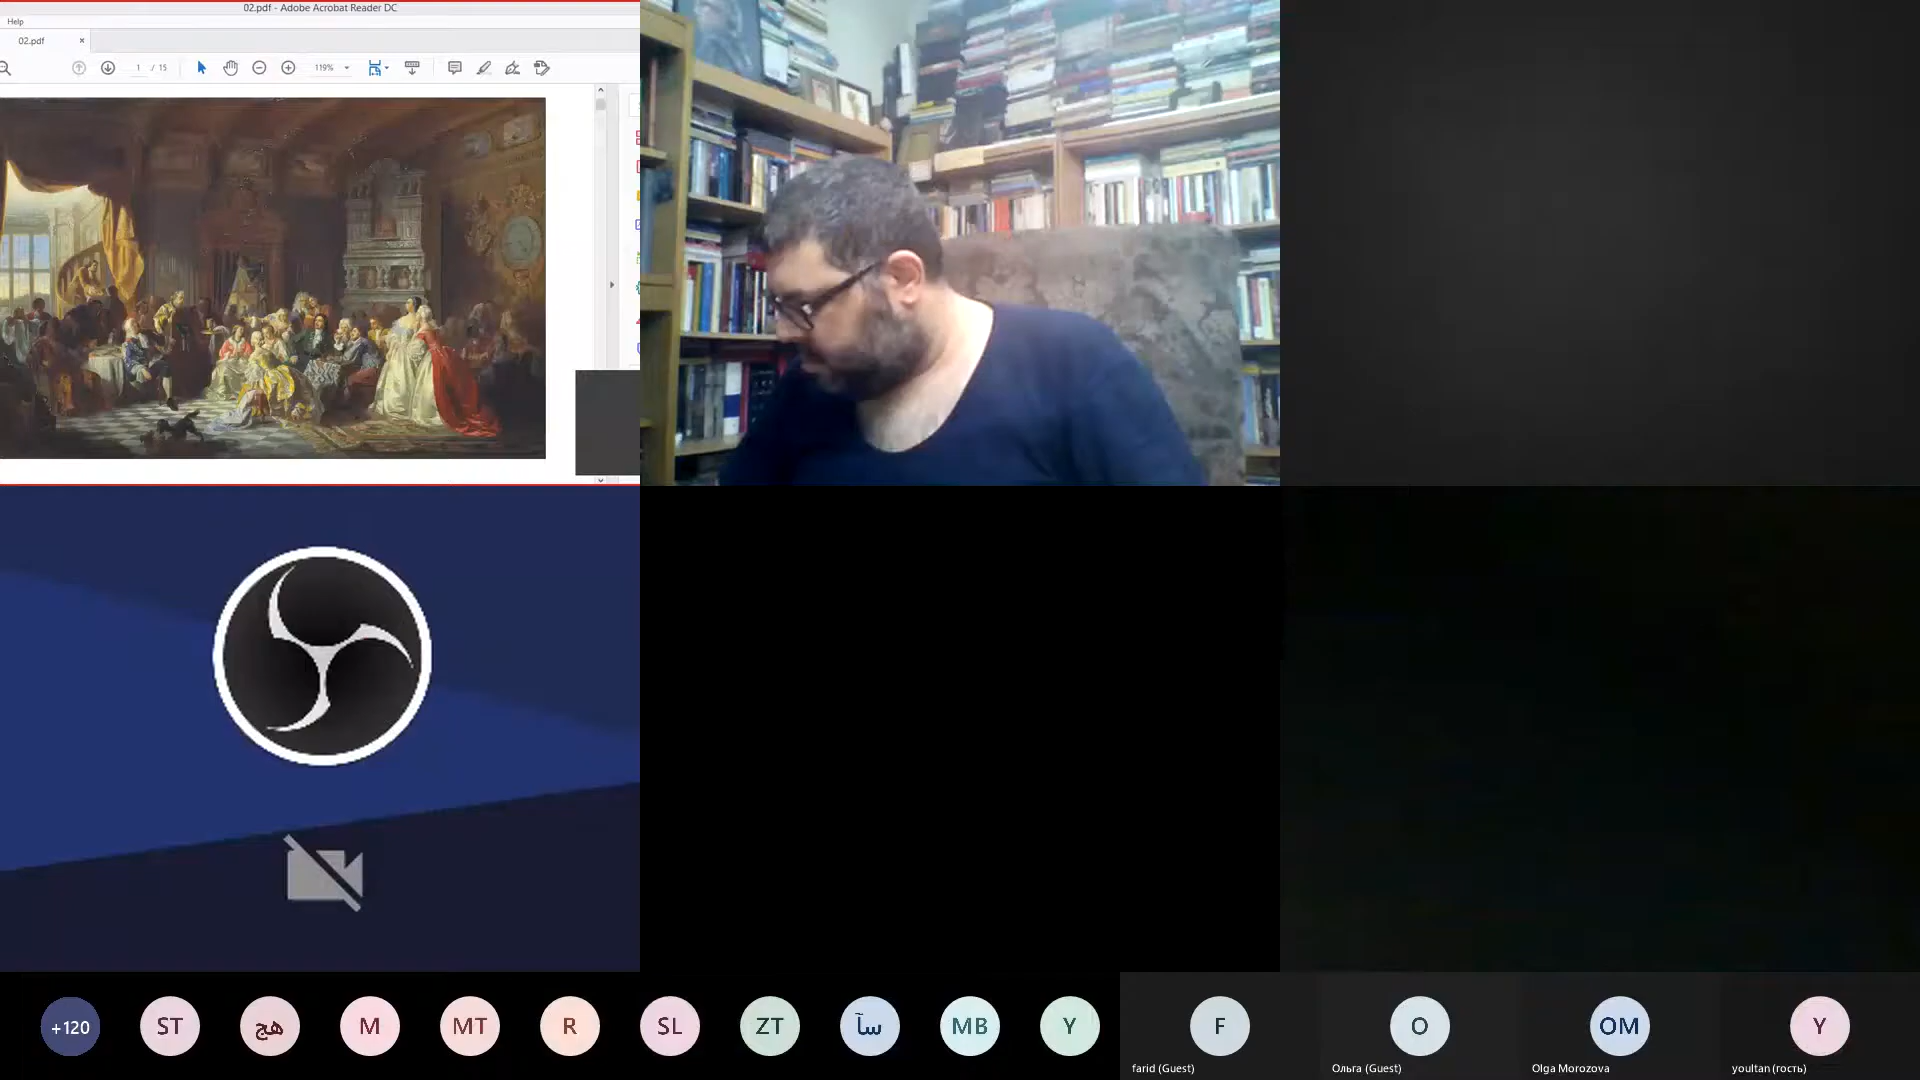 02.pdf - Adobe Acrobat Reader DC
Help
02.pdf ×
1 / 15 119%
+120 ST هج M MT R SL ZT سآ MB Y F O OM Y
farid (Guest) Ольга (Guest) Olga Morozova youltan (гость)